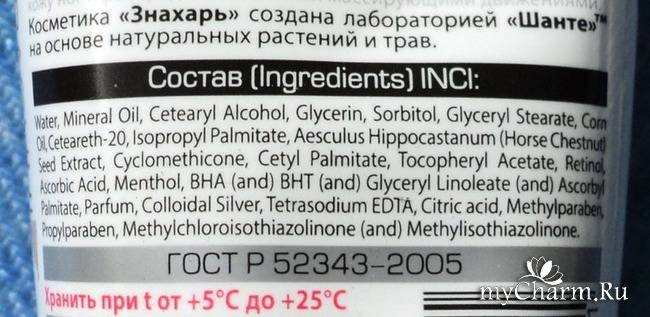 массирующими движениями,
Косметика «Знахарь» создана лабораторией «Шанте»™
на основе натуральных растений и трав.
Состав (Ingredients) INCI:
Water, Mineral Oil, Cetearyl Alcohol, Glycerin, Sorbitol, Glyceryl Stearate, Corn
Oil, Ceteareth-20, Isopropyl Palmitate, Aesculus Hippocastanum (Horse Chestnut)
Seed Extract, Cyclomethicone, Cetyl Palmitate, Tocopheryl Acetate, Retinol,
Ascorbic Acid, Menthol, BHA (and) BHT (and) Glyceryl Linoleate (and) Ascorbyl
Palmitate, Parfum, Colloidal Silver, Tetrasodium EDTA, Citric acid, Methylparaben,
Propylparaben, Methylchloroisothiazolinone (and) Methylisothiazolinone.
ГОСТ Р 52343-2005
Хранить при t от +5°C до +25°C
myCharm.Ru